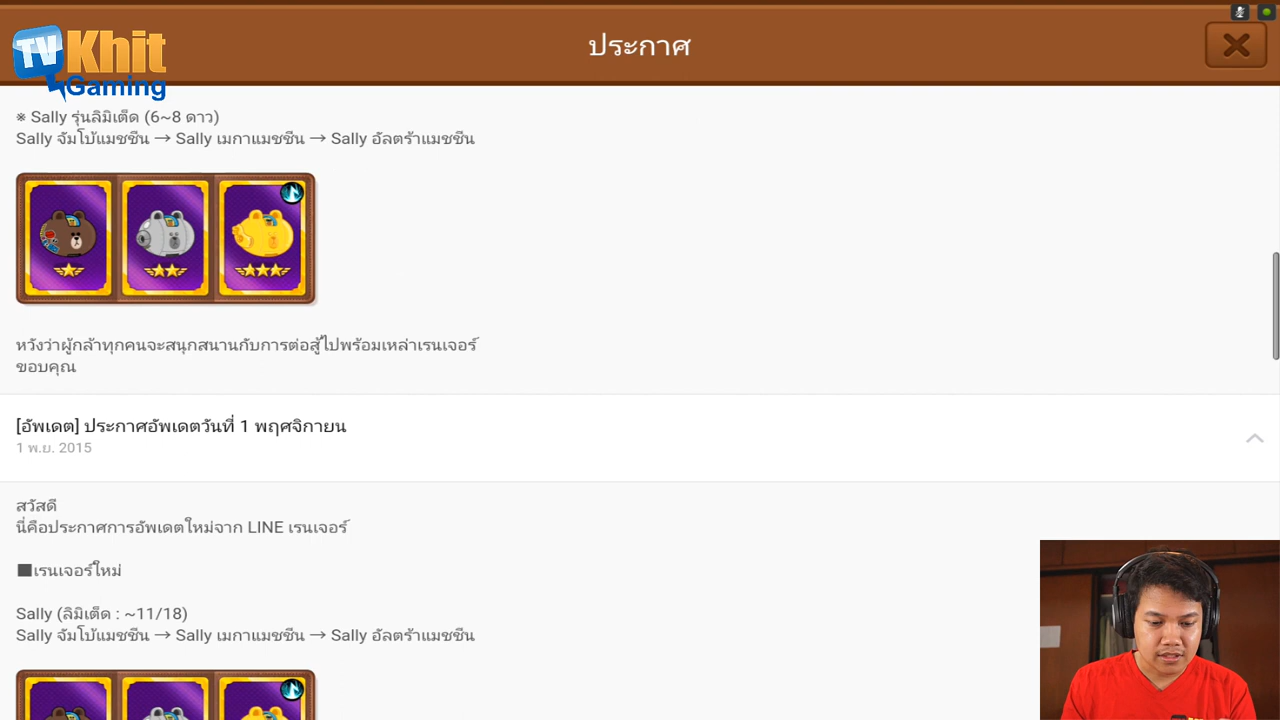 TV Khit
Gaming
ประกาศ
※ Sally รุ่นลิมิเต็ด (6~8 ดาว)
Sally จัมโบ้แมชชีน → Sally เมกาแมชชีน → Sally อัลตร้าแมชชีน
หวังว่าผู้กล้าทุกคนจะสนุกสนานกับการต่อสู้ไปพร้อมเหล่าเรนเจอร์
ขอบคุณ
[อัพเดต] ประกาศอัพเดตวันที่ 1 พฤศจิกายน
1 พ.ย. 2015
สวัสดี
นี่คือประกาศการอัพเดตใหม่จาก LINE เรนเจอร์
■เรนเจอร์ใหม่
Sally (ลิมิเต็ด : ~11/18)
Sally จัมโบ้แมชชีน → Sally เมกาแมชชีน → Sally อัลตร้าแมชชีน